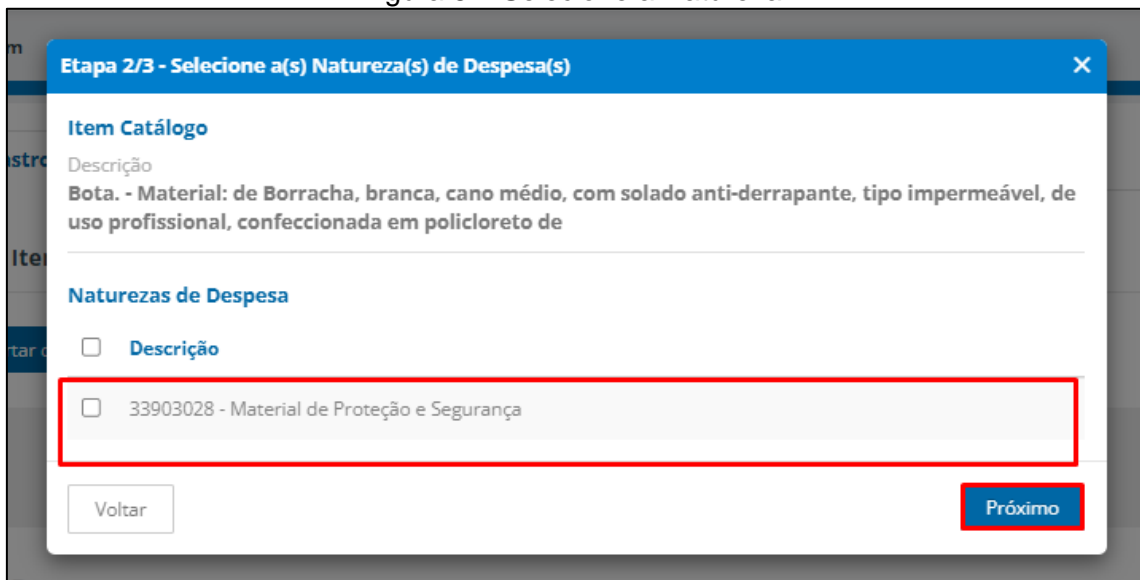 Selecione a Natureza
m
Etapa 2/3 - Selecione a(s) Natureza(s) de Despesa(s)
Item Catálogo
Descrição
Bota. - Material: de Borracha, branca, cano médio, com solado anti-derrapante, tipo impermeável, de
uso profissional, confeccionada em policloreto de
Naturezas de Despesa
Descrição
33903028 - Material de Proteção e Segurança
Voltar
Próximo